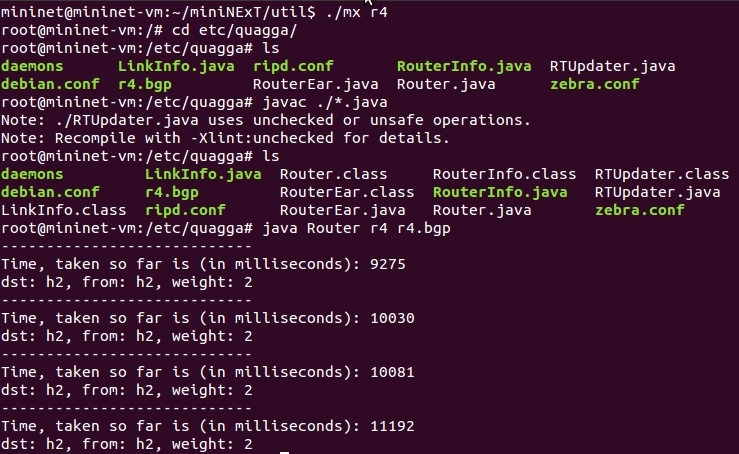 mininet@mininet-vm:~/miniNExT/util$ ./mx r4
root@mininet-vm:/# cd etc/quagga/
root@mininet-vm:/etc/quagga# ls
daemons LinkInfo.java ripd.conf RouterInfo.java RTUpdater.java
debian.conf r4.bgp RouterEar.java Router.java zebra.conf
root@mininet-vm:/etc/quagga# javac ./*.java
Note: ./RTUpdater.java uses unchecked or unsafe operations.
Note: Recompile with -Xlint:unchecked for details.
root@mininet-vm:/etc/quagga# ls
daemons LinkInfo.java Router.class RouterInfo.class RTUpdater.class
debian.conf r4.bgp RouterEar.class RouterInfo.java RTUpdater.java
LinkInfo.class ripd.conf RouterEar.java Router.java zebra.conf
root@mininet-vm:/etc/quagga# java Router r4 r4.bgp
----------------------------
Time, taken so far is (in milliseconds): 9275
dst: h2, from: h2, weight: 2
----------------------------
Time, taken so far is (in milliseconds): 10030
dst: h2, from: h2, weight: 2
----------------------------
Time, taken so far is (in milliseconds): 10081
dst: h2, from: h2, weight: 2
----------------------------
Time, taken so far is (in milliseconds): 11192
dst: h2, from: h2, weight: 2